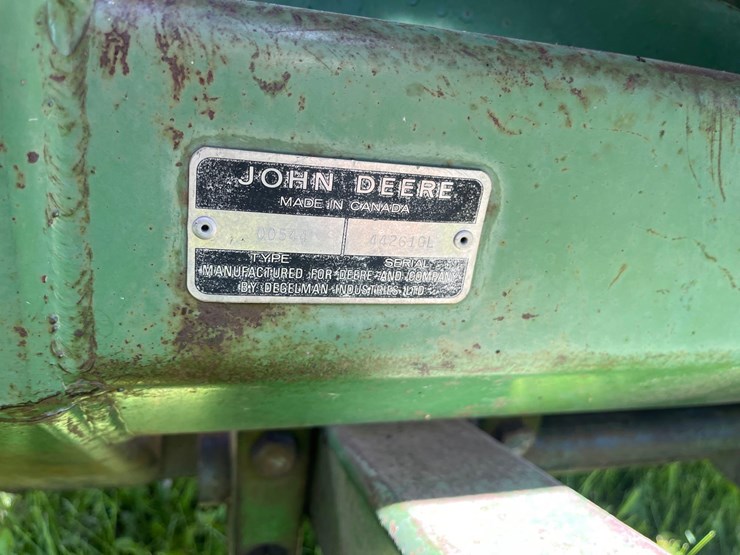 JOHN DEERE
MADE IN CANADA
TYPE SERIAL
MANUFACTURED FOR DEERE AND COMPANY
BY DEGELMAN INDUSTRIES LTD